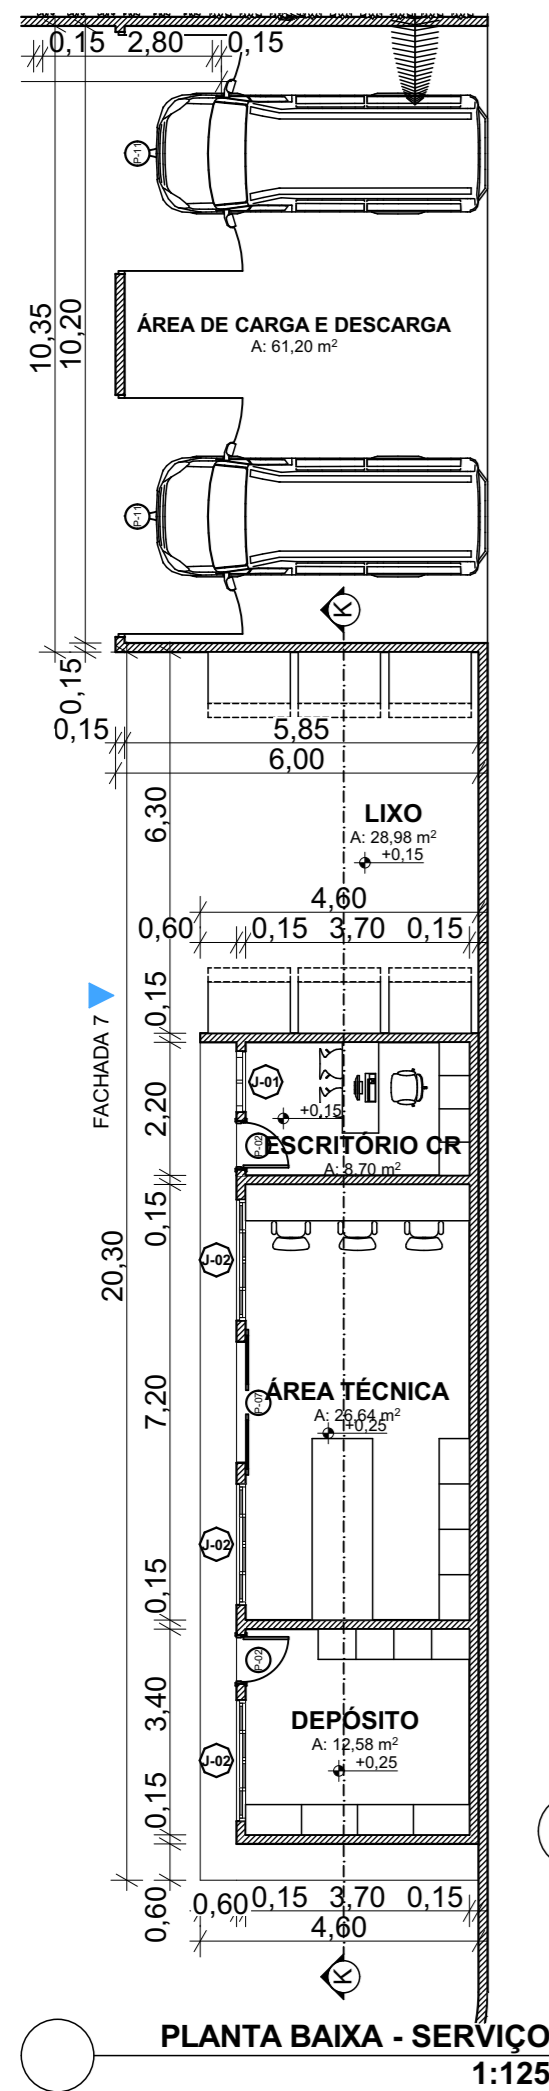 0,15 2,80 0,15
P-11
10,35
10,20
ÁREA DE CARGA E DESCARGA
A: 61,20 m²
P-11
K
0,15
0,15 5,85
6,00
6,30
LIXO
A: 28,98 m²
+0,15
4,60
0,60 0,15 3,70 0,15
FACHADA 7
0,15
J-01
2,20
+0,15
P-02
ESCRITÓRIO CR
A: 8,70 m²
0,15
J-02
20,30
7,20
ÁREA TÉCNICA
P-07
A: 26,64 m²
+0,25
J-02
0,15
P-02
3,40
DEPÓSITO
A: 12,58 m²
J-02
+0,25
0,15
0,60
0,60 0,15 3,70 0,15
4,60
K
PLANTA BAIXA - SERVIÇO
1:125